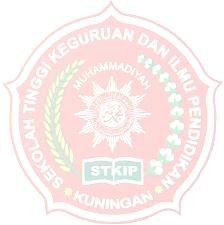 SEKOLAH TINGGI KEGURUAN DAN ILMU PENDIDIKAN
MUHAMMADIYAH
STKIP
KUNINGAN